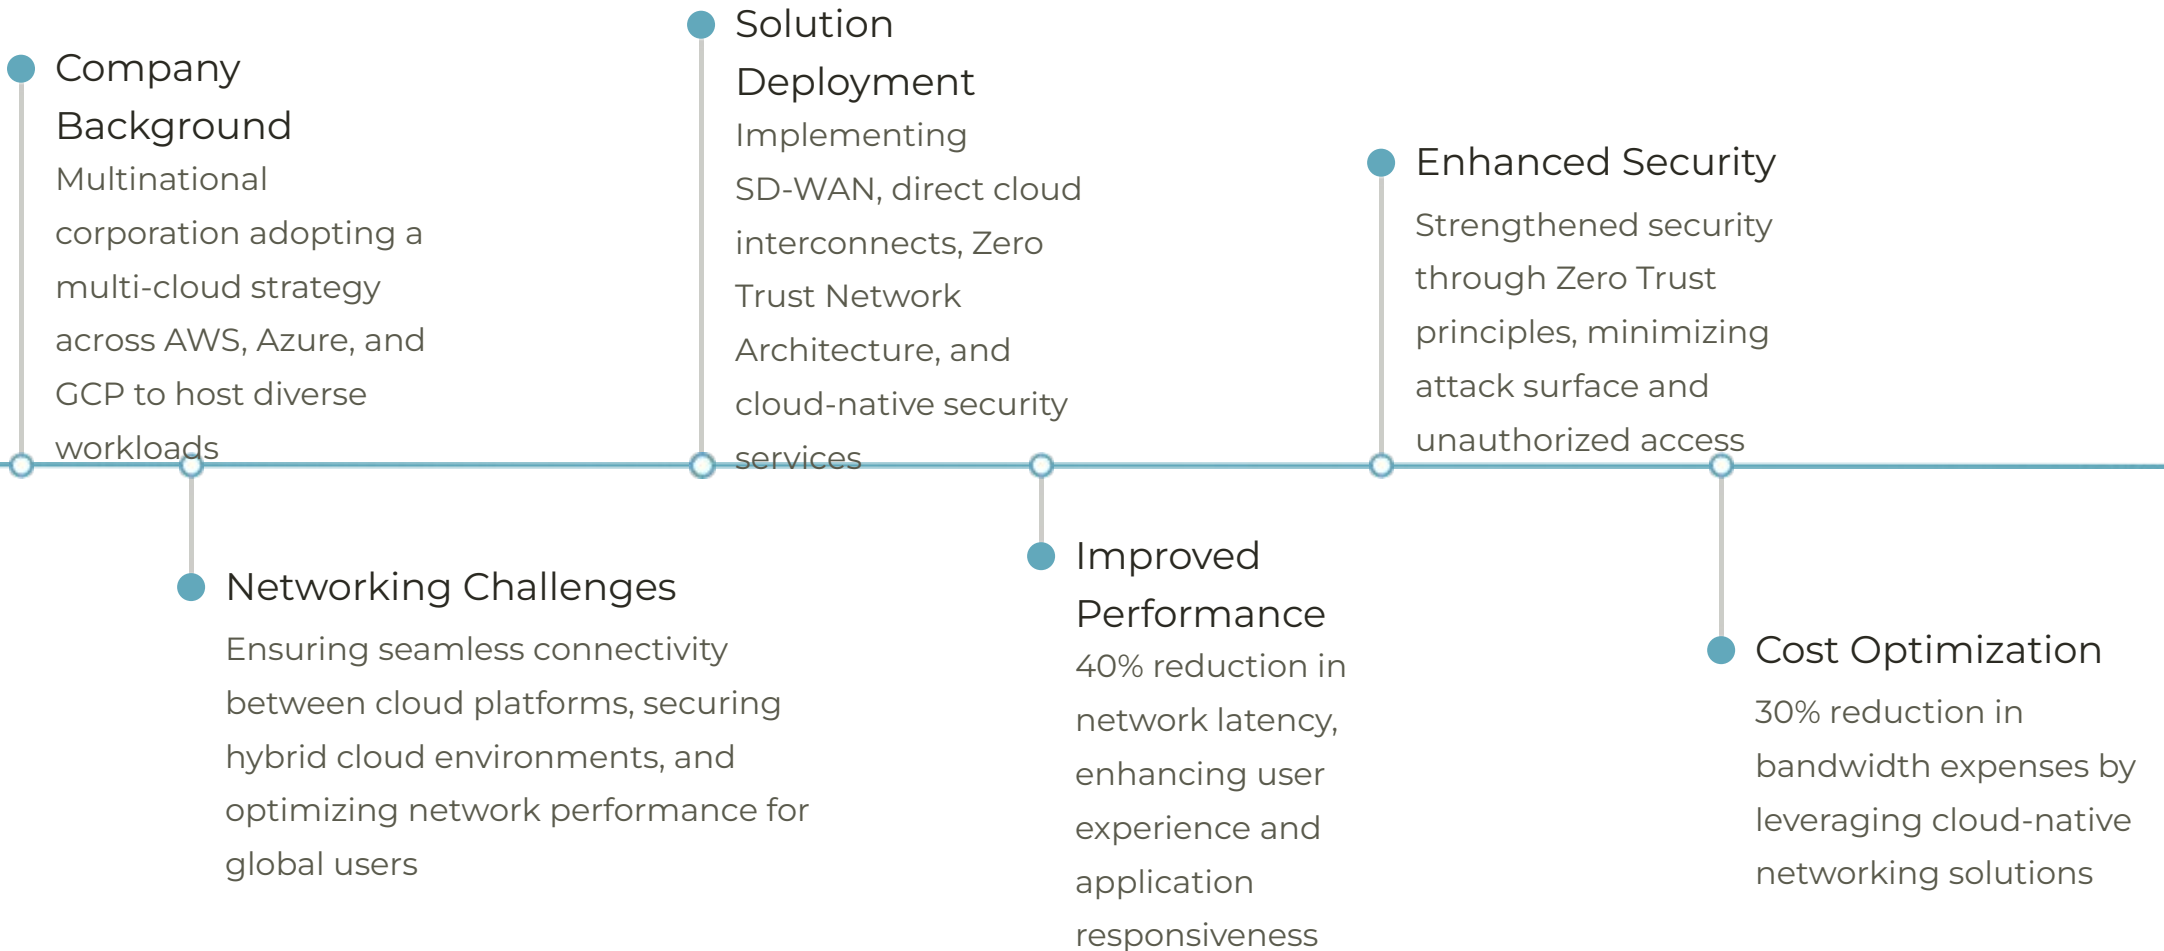 Company
Background
Multinational
corporation adopting a
multi-cloud strategy
across AWS, Azure, and
GCP to host diverse
workloads
Networking Challenges
Ensuring seamless connectivity
between cloud platforms, securing
hybrid cloud environments, and
optimizing network performance for
global users
Solution
Deployment
Implementing
SD-WAN, direct cloud
interconnects, Zero
Trust Network
Architecture, and
cloud-native security
services
Improved
Performance
40% reduction in
network latency,
enhancing user
experience and
application
responsiveness
Enhanced Security
Strengthened security
through Zero Trust
principles, minimizing
attack surface and
unauthorized access
Cost Optimization
30% reduction in
bandwidth expenses by
leveraging cloud-native
networking solutions